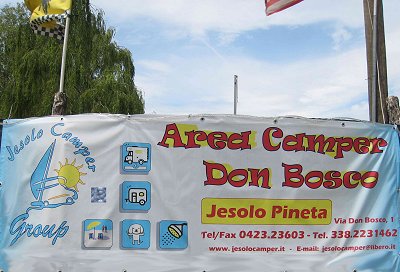 Jesolo Camper
Group
Area Camper
Don Bosco
Jesolo Pineta
Via Don Bosco, 1
Tel/Fax 0423.23603 - Tel. 338.2231462
www.jesolocamper.it - E-mail: jesolocamper@libero.it